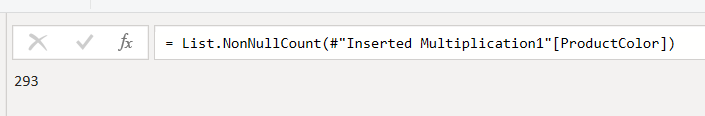 fx = List.NonNullCount(#"Inserted Multiplication1"[ProductColor])
293